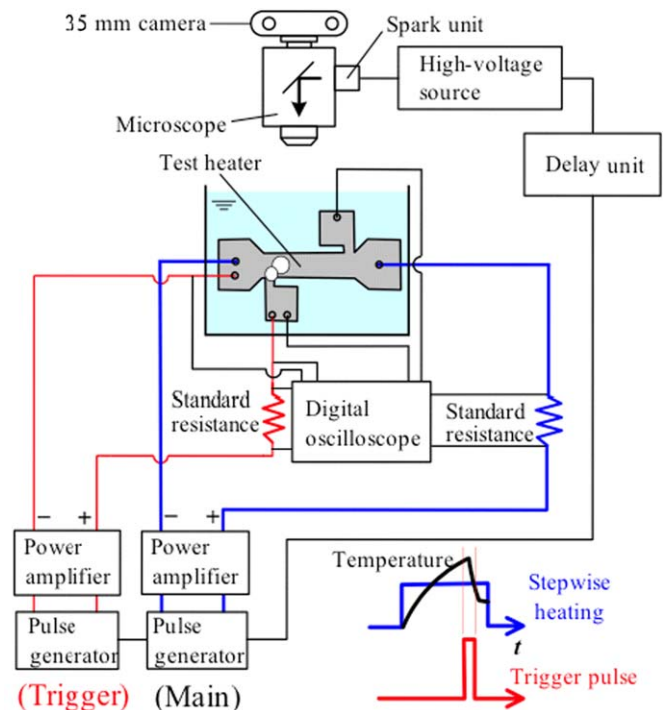 35 mm camera
Spark unit
High-voltage
source
Microscope
Delay unit
Test heater
Standard
resistance
Digital
oscilloscope
Standard
resistance
− +
− +
Power
amplifier
Power
amplifier
Temperature
Stepwise
heating
Pulse
generator
Pulse
generator
t
Trigger pulse
(Trigger)
(Main)